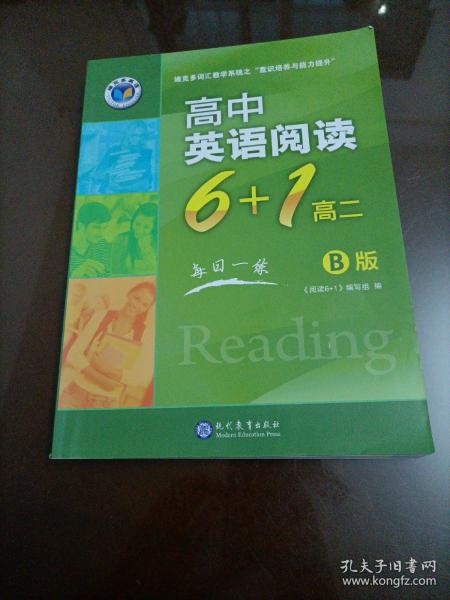 维克多词汇教学系统之“意识培养与能力提升”
高中
英语阅读
6+1 高二
每日一练
B版
《阅读6+1》编写组 编
Reading
现代教育出版社
Modern Education Press
孔夫子旧书网
www.kongfz.com